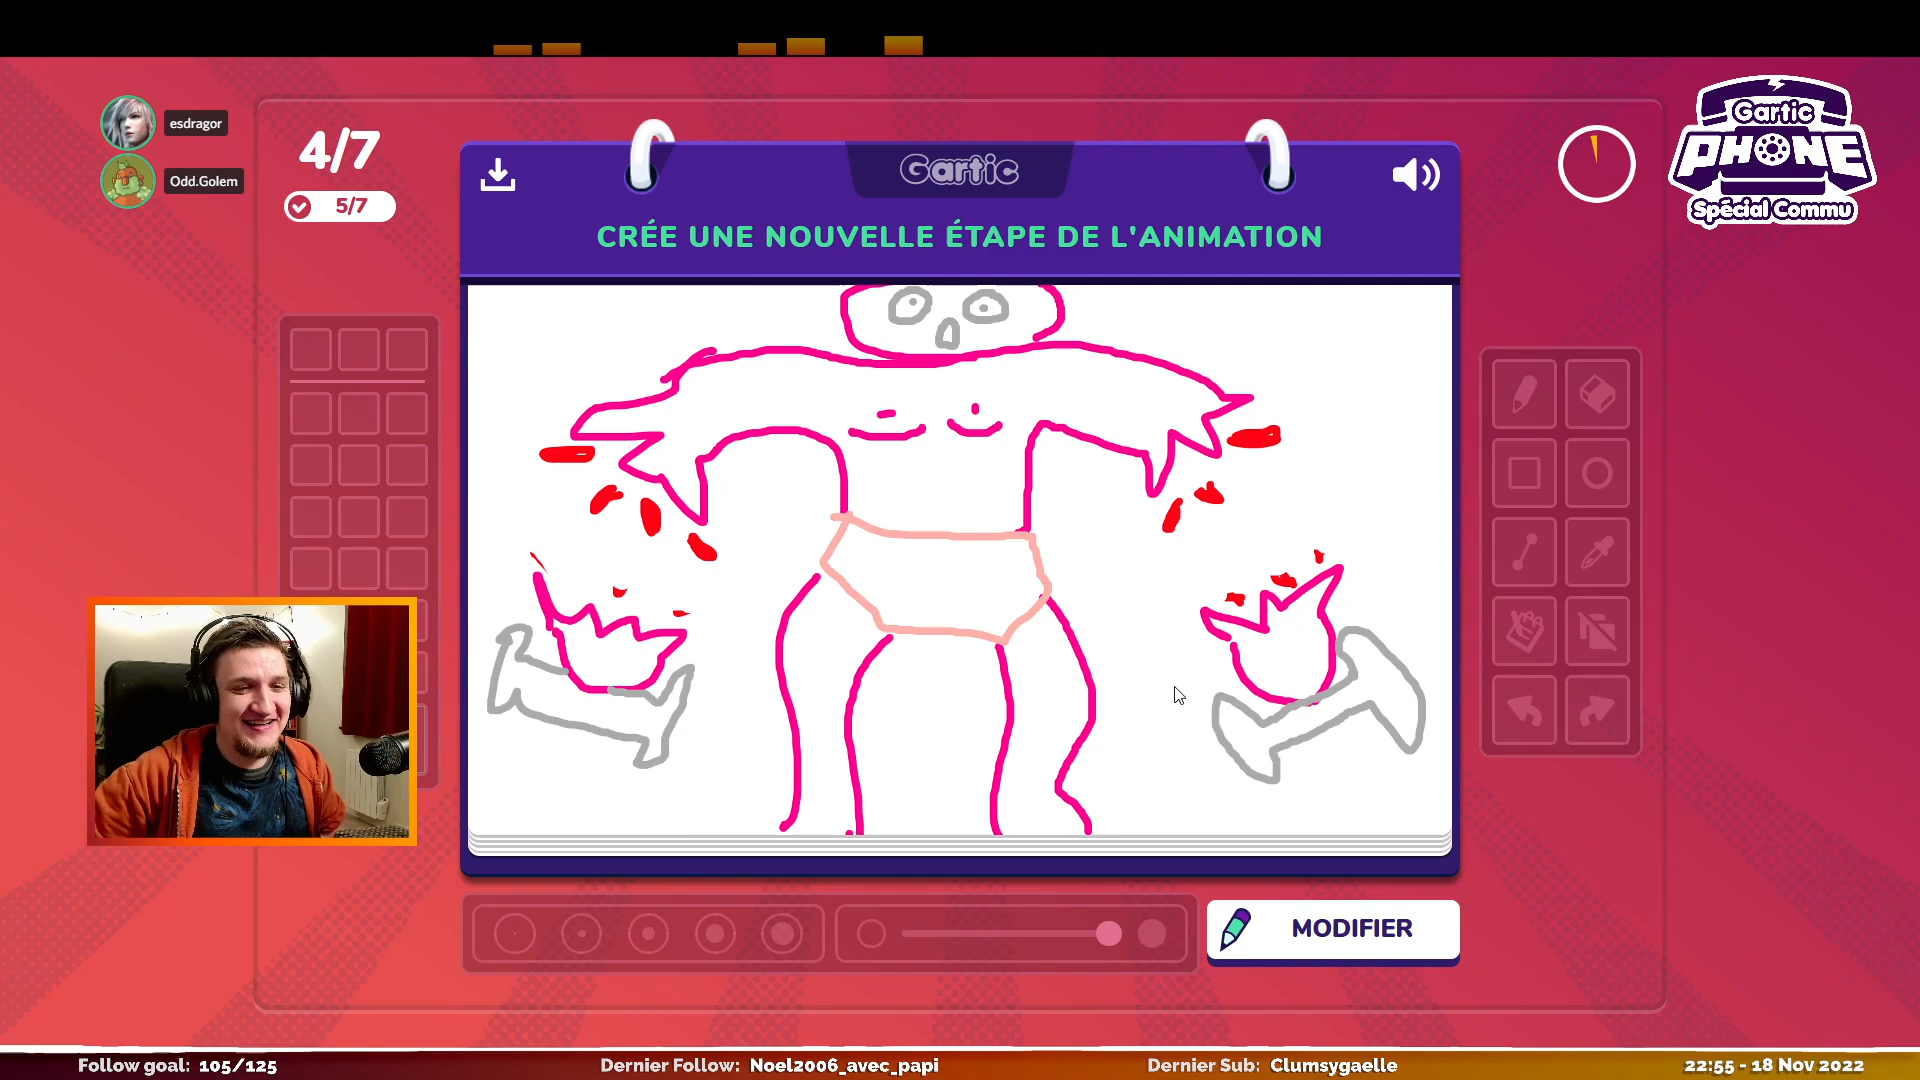 esdragor
Odd.Golem
4/7
5/7
Gartic
CRÉE UNE NOUVELLE ÉTAPE DE L'ANIMATION
Gartic
PHONE
Spécial Commu
MODIFIER
Follow goal: 105/125
Dernier Follow: Noel2006_avec_papi
Dernier Sub: Clumsygaelle
22:55 - 18 Nov 2022